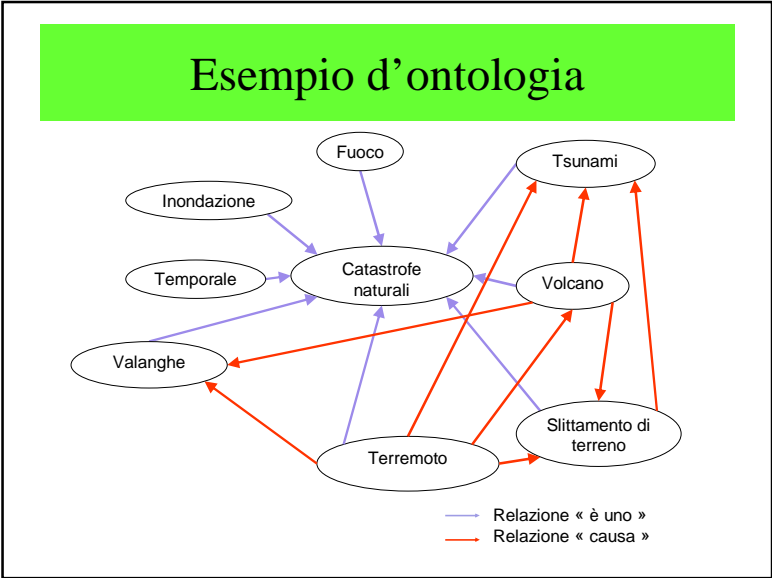 Esempio d'ontologia
Fuoco
Tsunami
Inondazione
Temporale
Catastrofe
naturali
Volcano
Valanghe
Slittamento di
terreno
Terremoto
Relazione « è uno »
Relazione « causa »